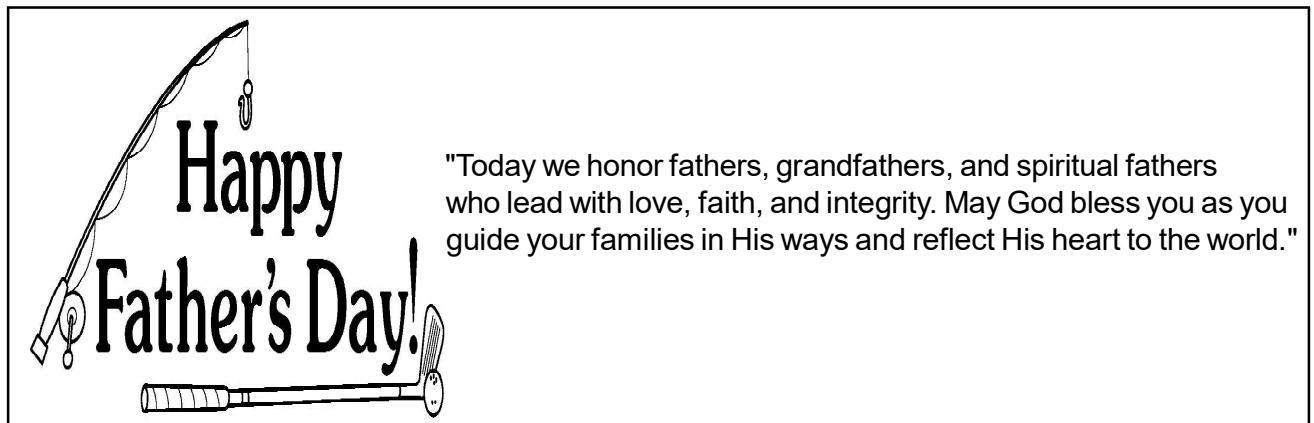 Happy
Father's Day!
"Today we honor fathers, grandfathers, and spiritual fathers
who lead with love, faith, and integrity. May God bless you as you
guide your families in His ways and reflect His heart to the world."